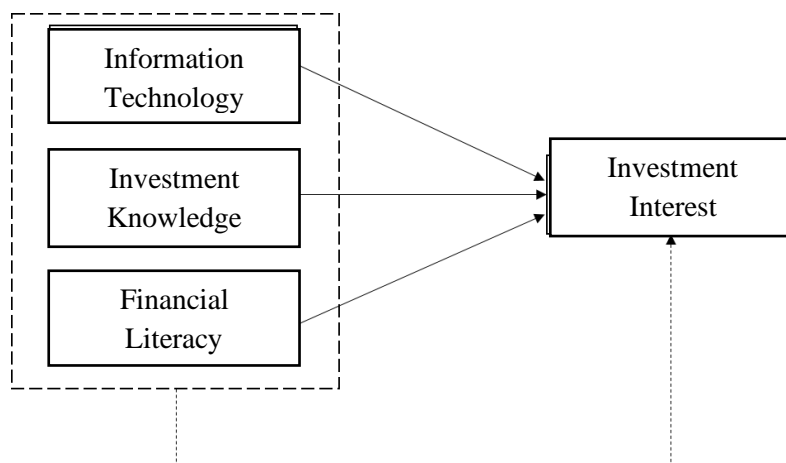 Information
Technology
Investment
Knowledge
Financial
Literacy
Investment
Interest